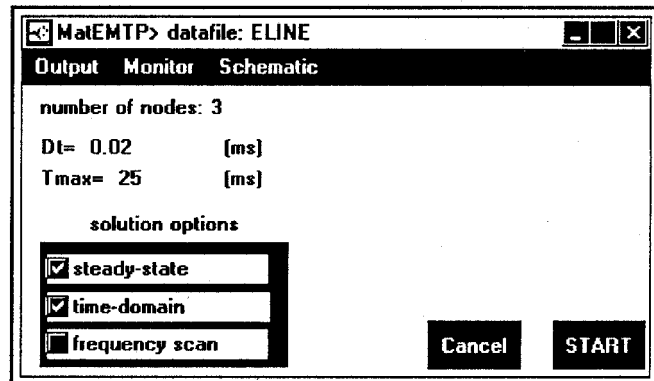 MatEMTP> datafile: ELINE
Output Monitor Schematic
number of nodes: 3
Dt= 0.02 [ms]
Tmax= 25 [ms]
solution options
steady-state
time-domain
frequency scan
Cancel START